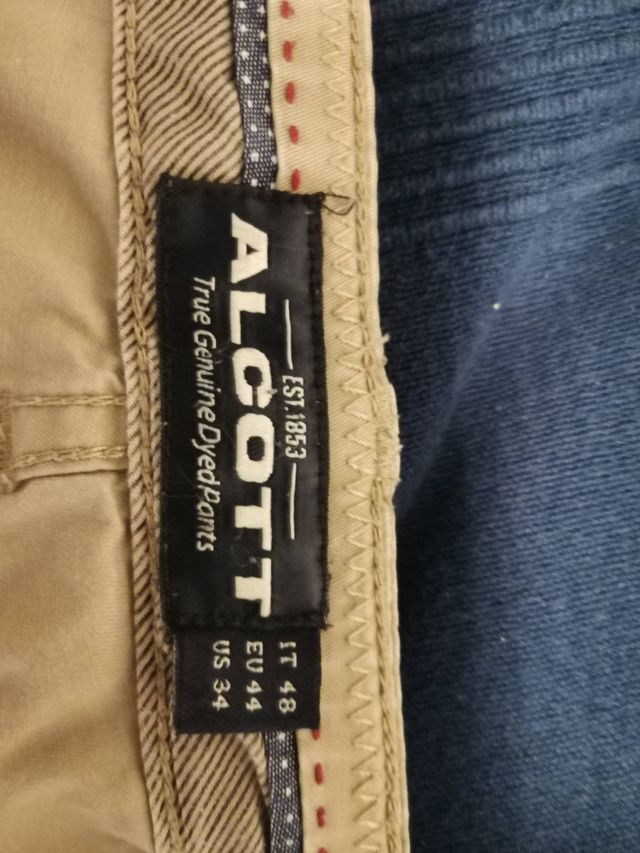 EST.1853
ALCOTT
True Genuine Dyed Pants
IT 48
EU 44
US 34